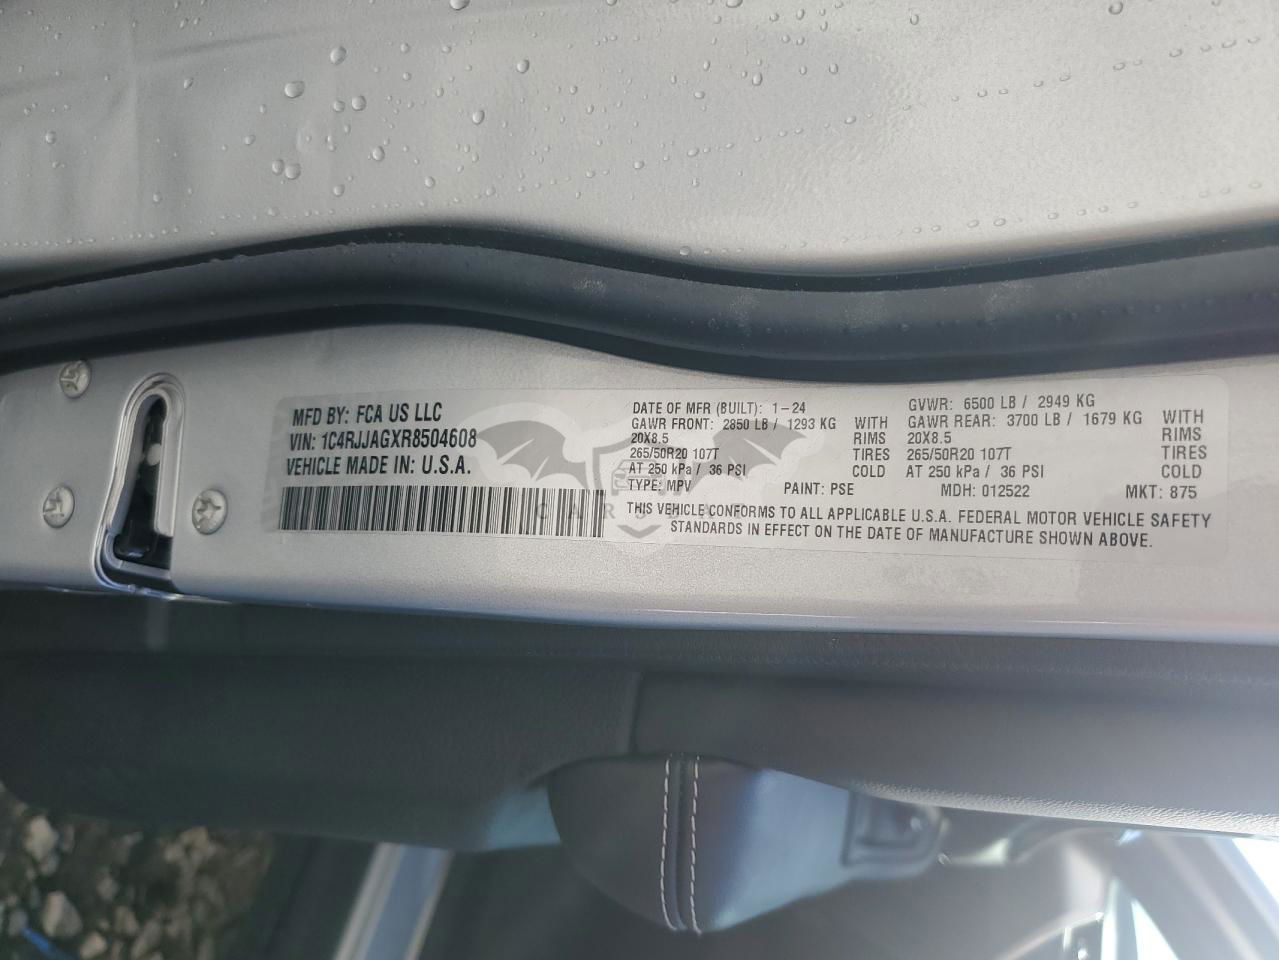 MFD BY: FCA US LLC
VIN: 1C4RJJAGXR8504608
VEHICLE MADE IN: U.S.A.
DATE OF MFR (BUILT): 1-24
GAWR FRONT: 2850 LB / 1293 KG WITH
20X8.5 RIMS
265/50R20 107T TIRES
AT 250 kPa / 36 PSI COLD
TYPE: MPV PAINT: PSE
GVWR: 6500 LB / 2949 KG
GAWR REAR: 3700 LB / 1679 KG WITH
20X8.5 RIMS
265/50R20 107T TIRES
AT 250 kPa / 36 PSI COLD
MDH: 012522 MKT: 875
THIS VEHICLE CONFORMS TO ALL APPLICABLE U.S.A. FEDERAL MOTOR VEHICLE SAFETY
STANDARDS IN EFFECT ON THE DATE OF MANUFACTURE SHOWN ABOVE.